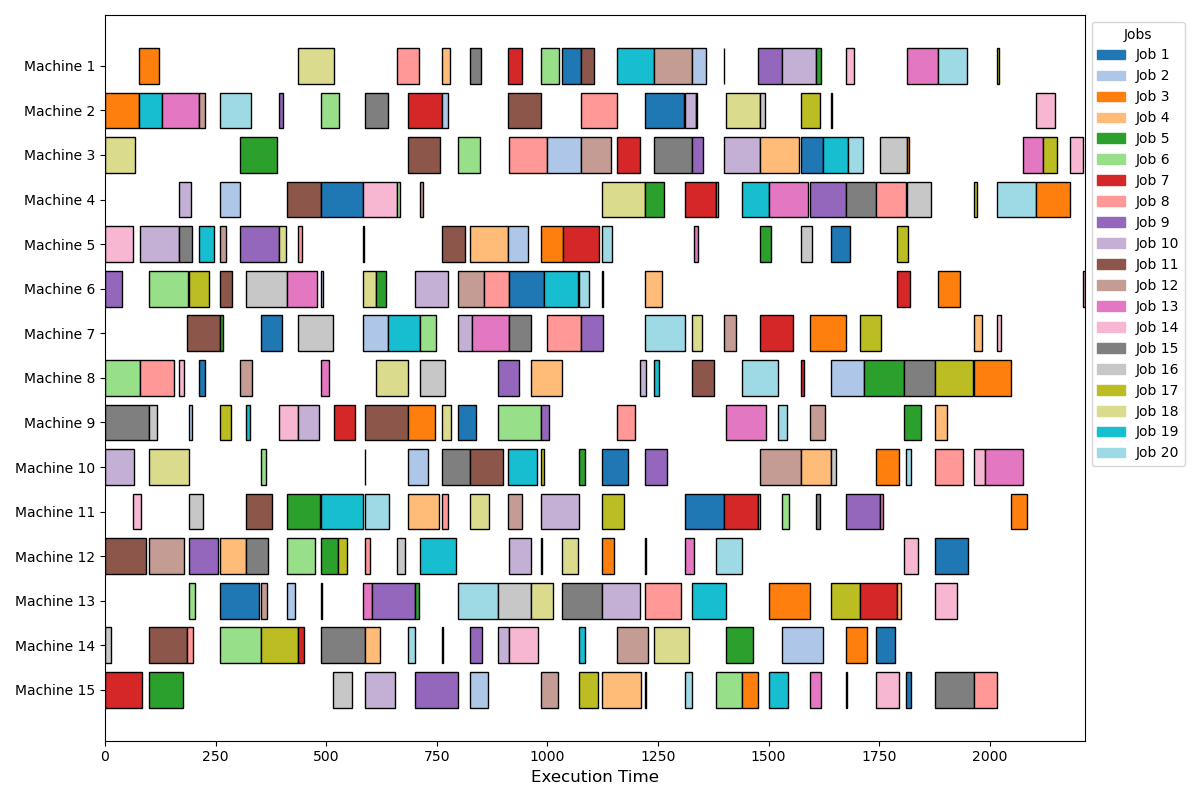 Machine 1
Machine 2
Machine 3
Machine 4
Machine 5
Machine 6
Machine 7
Machine 8
Machine 9
Machine 10
Machine 11
Machine 12
Machine 13
Machine 14
Machine 15
0 250 500 750 1000 1250 1500 1750 2000
Execution Time
Jobs
Job 1
Job 2
Job 3
Job 4
Job 5
Job 6
Job 7
Job 8
Job 9
Job 10
Job 11
Job 12
Job 13
Job 14
Job 15
Job 16
Job 17
Job 18
Job 19
Job 20